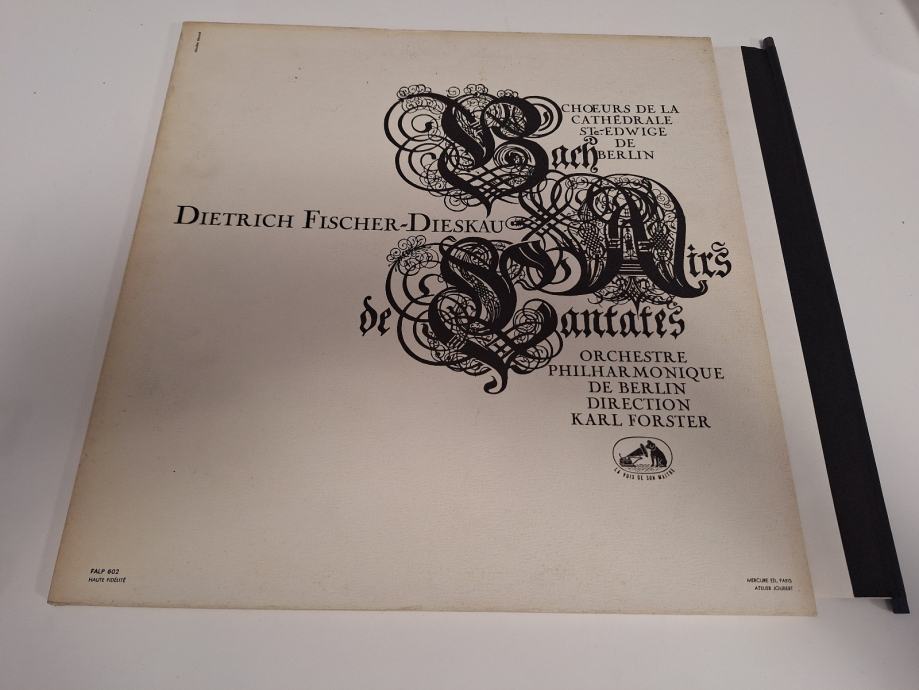 CHŒURS DE LA
CATHÉDRALE
STE-EDWIGE
DE
BERLIN
Bach
DIETRICH FISCHER-DIESKAU
Airs
de Cantates
ORCHESTRE
PHILHARMONIQUE
DE BERLIN
DIRECTION
KARL FORSTER
LA VOIX DE SON MAITRE
FALP 602
HAUTE FIDÉLITÉ
MERCURE ED. PARIS
ATELIER JOUBERT